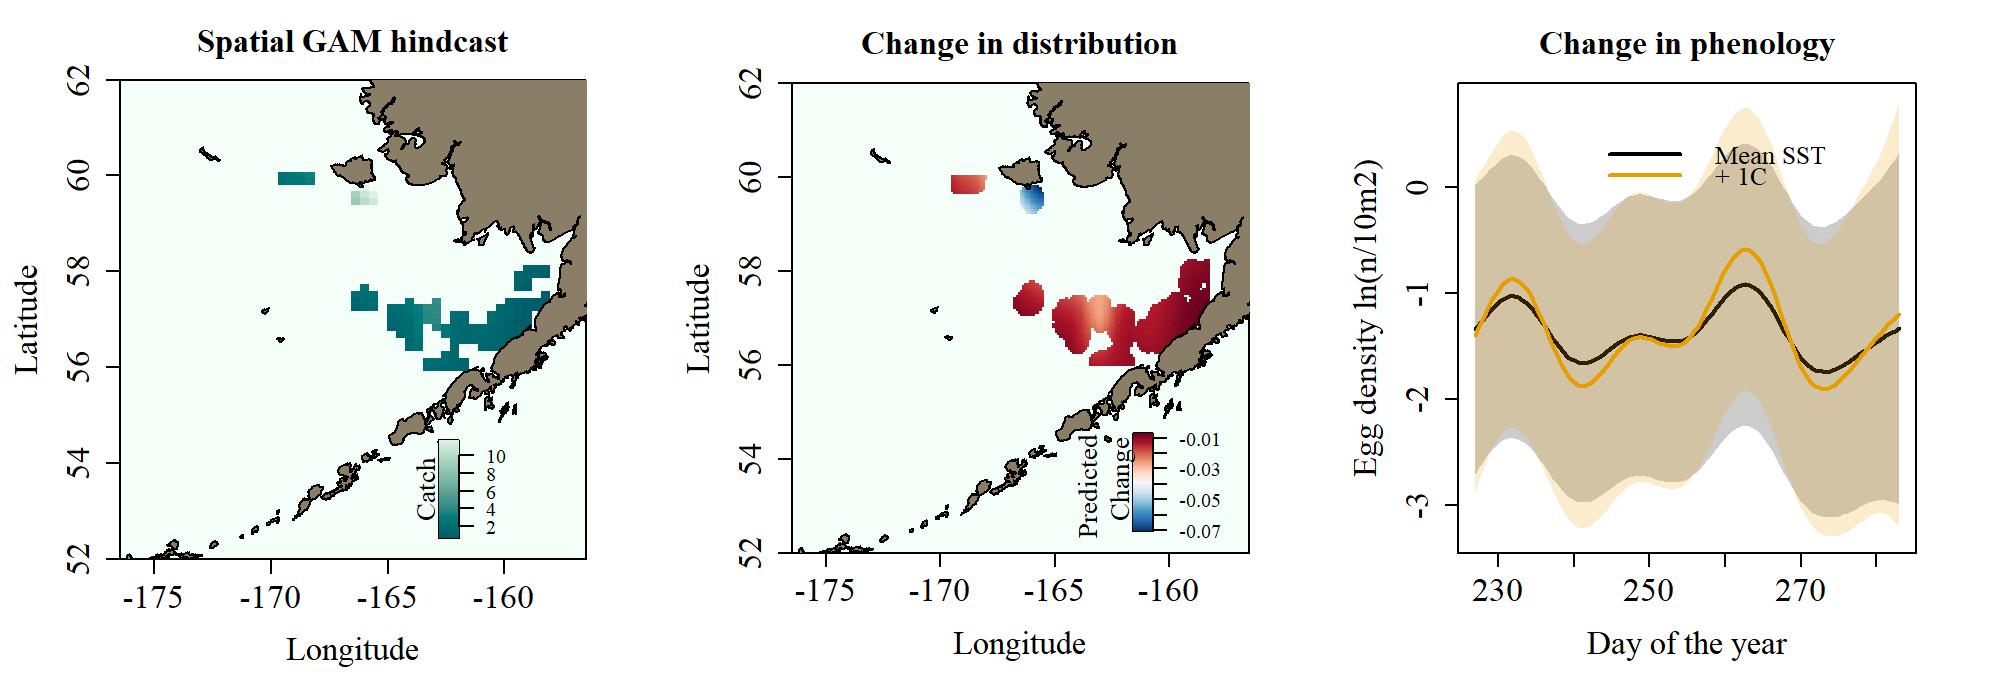 Spatial GAM hindcast
Latitude
62
60
58
56
54
52
-175
-170
-165
-160
Longitude
Catch
10
8
6
4
2
Change in distribution
Latitude
62
60
58
56
54
52
-175
-170
-165
-160
Longitude
Predicted
Change
-0.01
-0.03
-0.05
-0.07
Change in phenology
Egg density ln(n/10m2)
0
-1
-2
-3
230
250
270
Day of the year
Mean SST
+ 1C